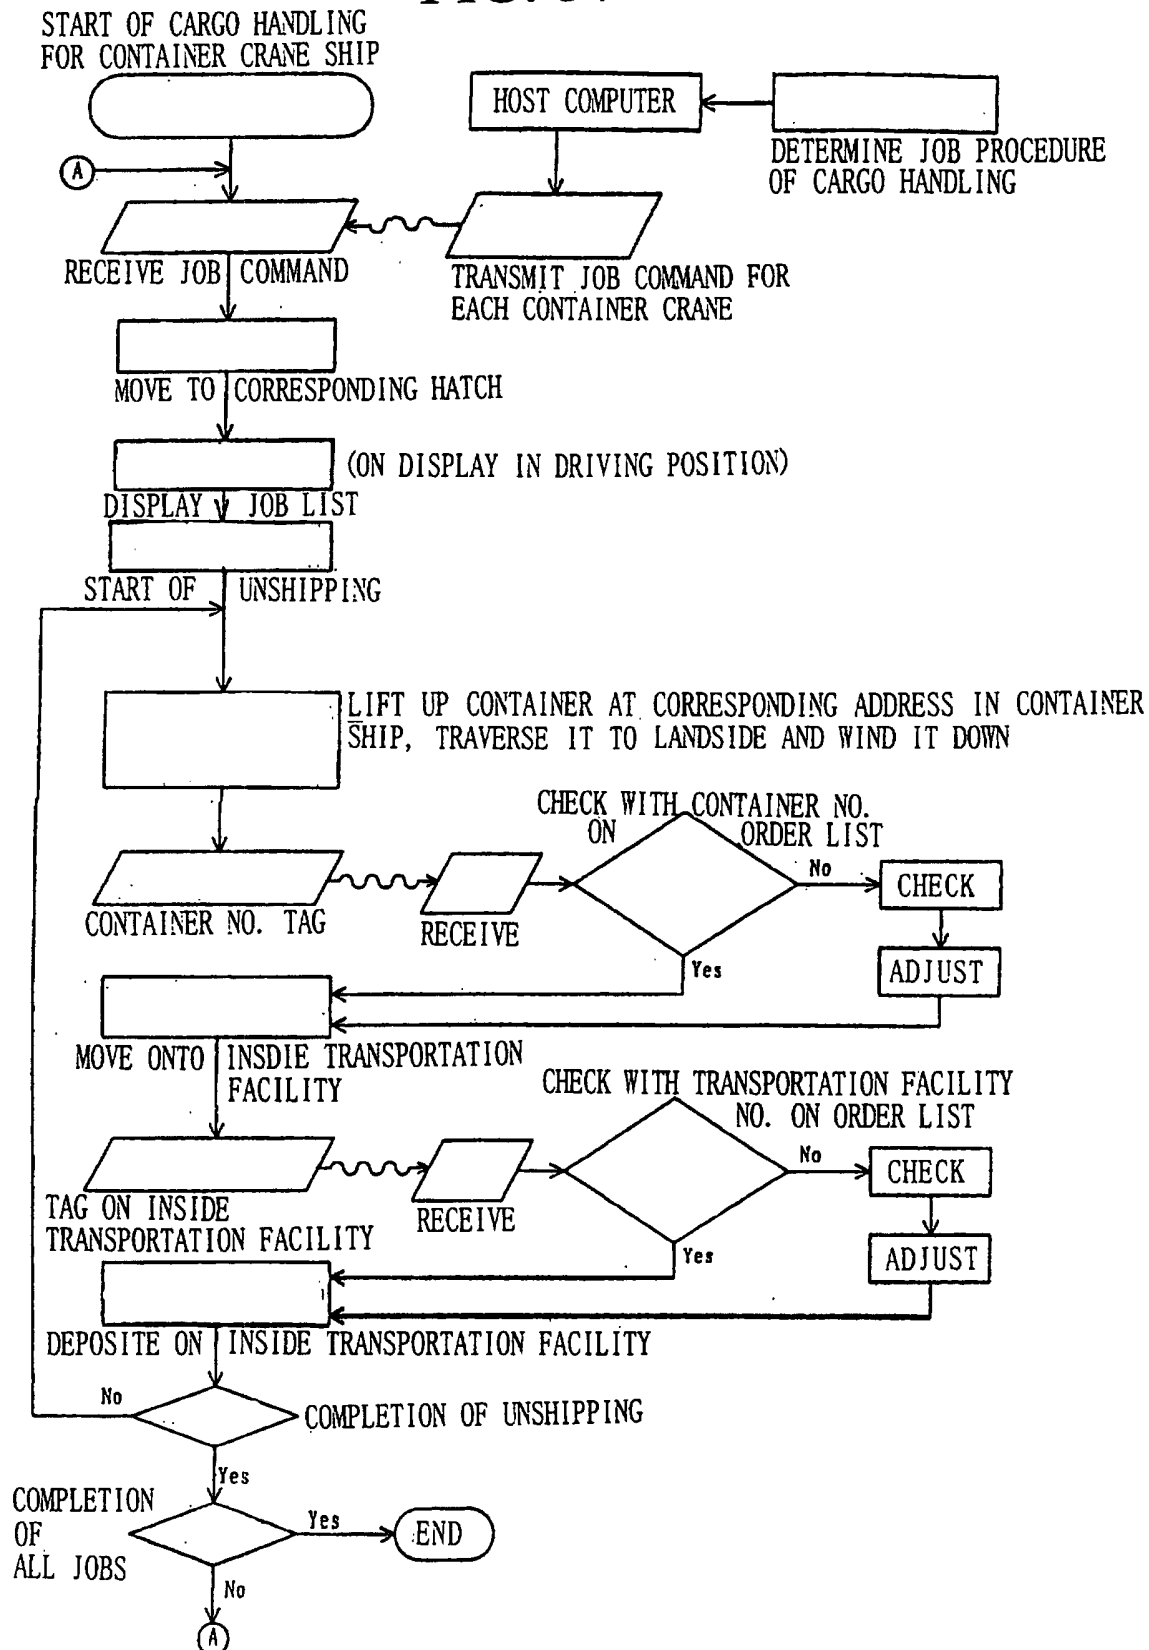 START OF CARGO HANDLING
FOR CONTAINER CRANE SHIP
HOST COMPUTER
DETERMINE JOB PROCEDURE
OF CARGO HANDLING
A
RECEIVE JOB COMMAND
TRANSMIT JOB COMMAND FOR
EACH CONTAINER CRANE
MOVE TO CORRESPONDING HATCH
(ON DISPLAY IN DRIVING POSITION)
DISPLAY JOB LIST
START OF UNSHIPPING
LIFT UP CONTAINER AT CORRESPONDING ADDRESS IN CONTAINER
SHIP, TRAVERSE IT TO LANDSIDE AND WIND IT DOWN
CHECK WITH CONTAINER NO.
ON ORDER LIST
No
CHECK
CONTAINER NO. TAG
RECEIVE
Yes
ADJUST
MOVE ONTO INSDIE TRANSPORTATION
FACILITY
CHECK WITH TRANSPORTATION FACILITY
NO. ON ORDER LIST
No
CHECK
TAG ON INSIDE
TRANSPORTATION FACILITY
RECEIVE
Yes
ADJUST
DEPOSITE ON INSIDE TRANSPORTATION FACILITY
No
COMPLETION OF UNSHIPPING
Yes
COMPLETION
OF
ALL JOBS
Yes
END
No
A